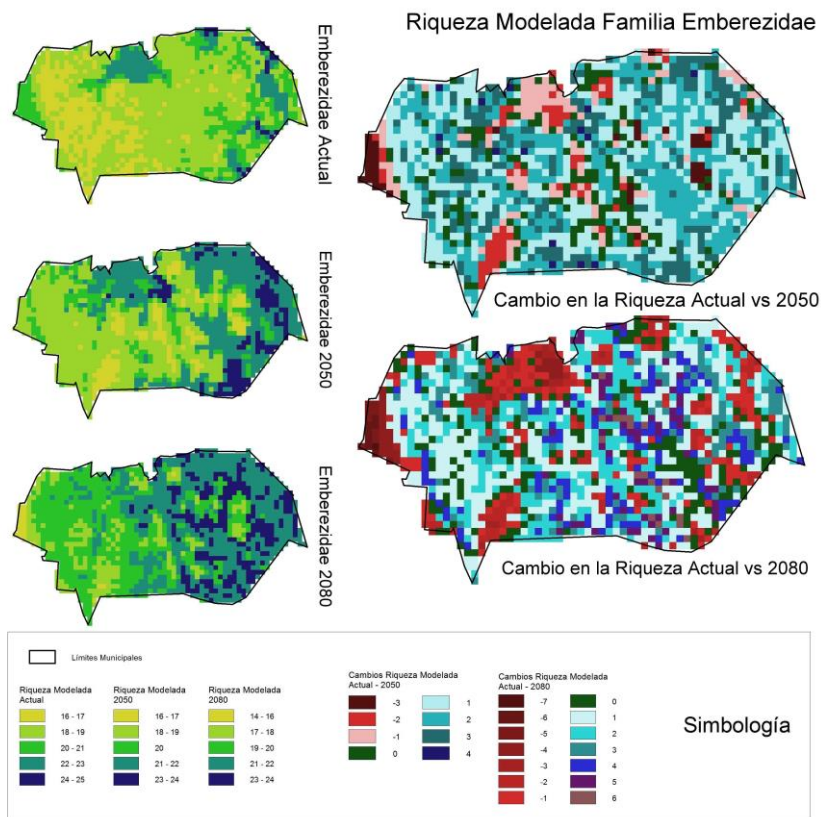 Riqueza Modelada Familia Emberezidae
Emberezidae Actual
Emberezidae 2050
Emberezidae 2080
Cambio en la Riqueza Actual vs 2050
Cambio en la Riqueza Actual vs 2080
Límites Municipales
Riqueza Modelada
Actual
16 - 17
18 - 19
20 - 21
22 - 23
24 - 25
Riqueza Modelada
2050
16 - 17
18 - 19
20
21 - 22
23 - 24
Riqueza Modelada
2080
14 - 16
17 - 18
19 - 20
21 - 22
23 - 24
Cambios Riqueza Modelada
Actual - 2050
-3
-2
-1
0
1
2
3
4
Cambios Riqueza Modelada
Actual - 2080
-7
-6
-5
-4
-3
-2
-1
0
1
2
3
4
5
6
Simbología